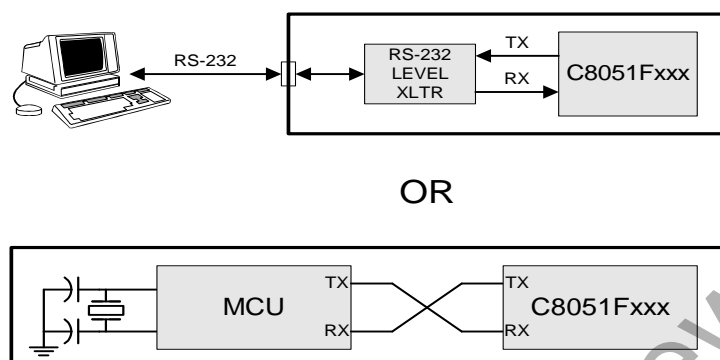 RS-232
RS-232
LEVEL
XLTR
TX
RX
C8051Fxxx
OR
MCU
TX
RX
TX
RX
C8051Fxxx